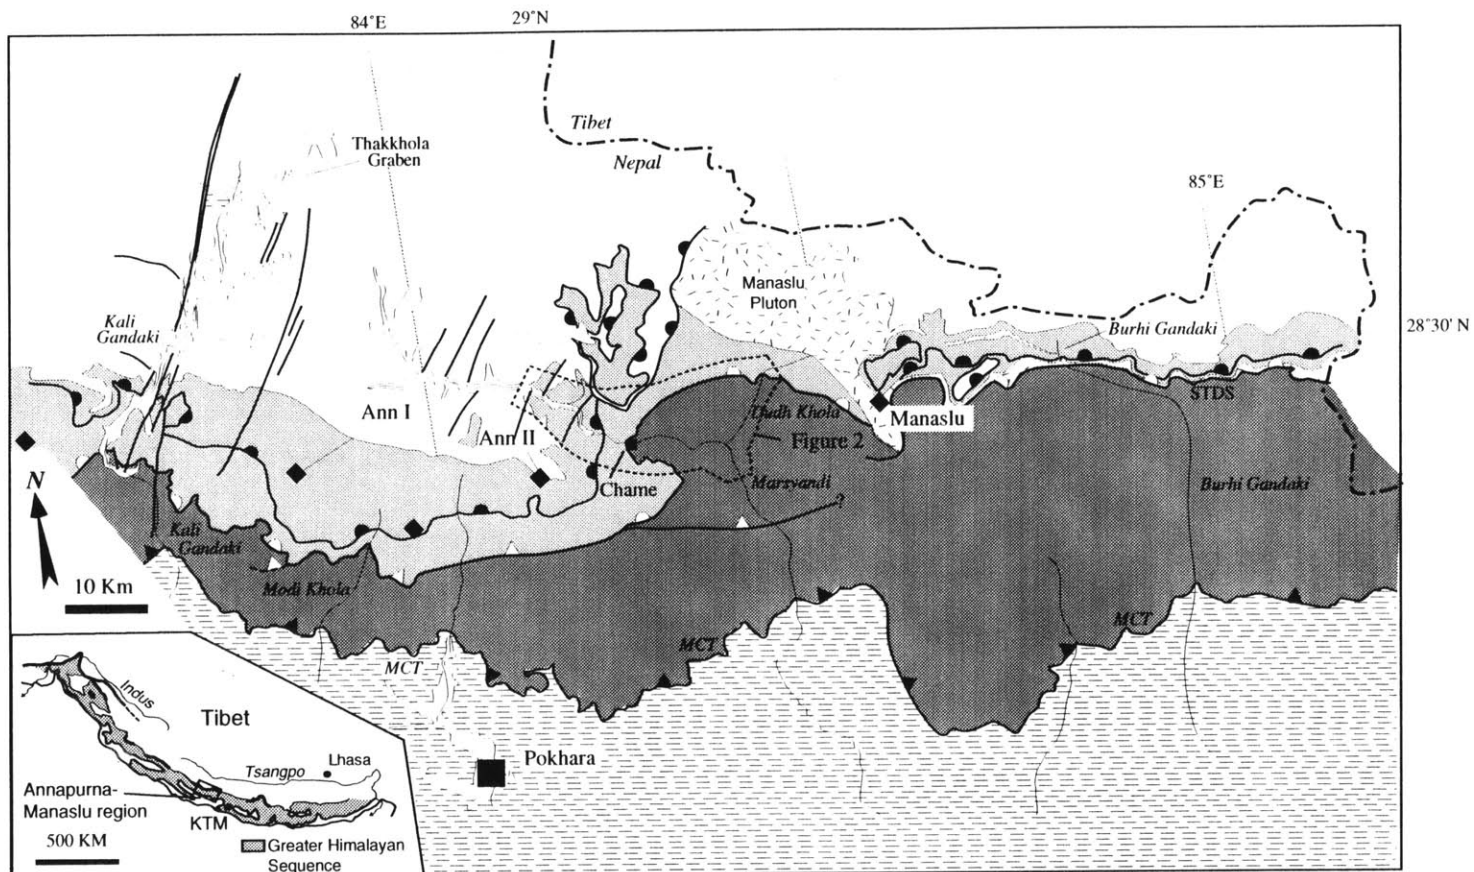 84°E
29°N
Thakkhola
Graben
Tibet
Nepal
85°E
Manaslu
Pluton
Kali
Gandaki
Burhi Gandaki
28°30' N
Ann I
STDS
Ann II
Dudh Khola
Manaslu
Figure 2
N
Chame
Marsyandi
Burhi Gandaki
?
Kali
Gandaki
10 Km
Modi Khola
MCT
MCT
MCT
Indus
Tibet
Lhasa
Tsangpo
Pokhara
Annapurna-
Manaslu region
KTM
500 KM
Greater Himalayan
Sequence